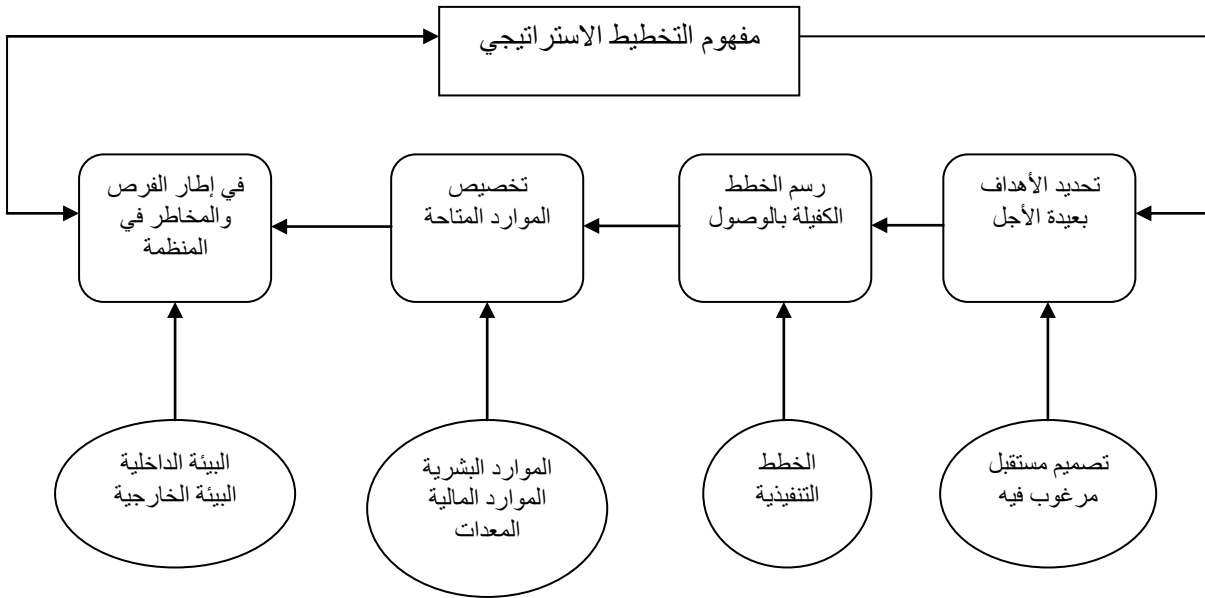 مفهوم التخطيط الاستراتيجي
تحديد الأهداف
بعيدة الأجل
رسم الخطط
الكفيلة بالوصول
تخصيص
الموارد المتاحة
في إطار الفرص
والمخاطر في
المنظمة
تصميم مستقبل
مرغوب فيه
الخطط
التنفيذية
الموارد البشرية
الموارد المالية
المعدات
البيئة الداخلية
البيئة الخارجية